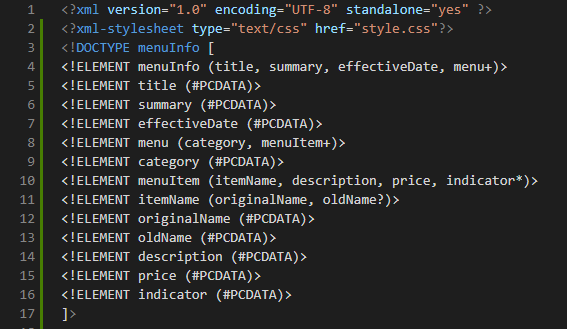 1 <?xml version="1.0" encoding="UTF-8" standalone="yes" ?>
2 <?xml-stylesheet type="text/css" href="style.css"?>
3 <!DOCTYPE menuInfo [
4 <!ELEMENT menuInfo (title, summary, effectiveDate, menu+)>
5 <!ELEMENT title (#PCDATA)>
6 <!ELEMENT summary (#PCDATA)>
7 <!ELEMENT effectiveDate (#PCDATA)>
8 <!ELEMENT menu (category, menuItem+)>
9 <!ELEMENT category (#PCDATA)>
10 <!ELEMENT menuItem (itemName, description, price, indicator*)>
11 <!ELEMENT itemName (originalName, oldName?)>
12 <!ELEMENT originalName (#PCDATA)>
13 <!ELEMENT oldName (#PCDATA)>
14 <!ELEMENT description (#PCDATA)>
15 <!ELEMENT price (#PCDATA)>
16 <!ELEMENT indicator (#PCDATA)>
17 ]>